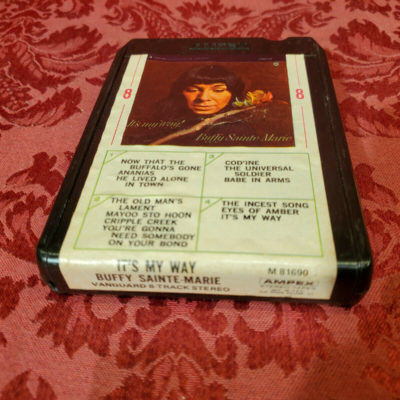 8
8
It's my way!
Buffy Sainte-Marie
1
NOW THAT THE
BUFFALO'S GONE
ANANIAS
HE LIVED ALONE
IN TOWN
2
THE OLD MAN'S
LAMENT
MAYOO STO HOON
CRIPPLE CREEK
YOU'RE GONNA
NEED SOMEBODY
ON YOUR BOND
3
COD'INE
THE UNIVERSAL
SOLDIER
BABE IN ARMS
4
THE INCEST SONG
EYES OF AMBER
IT'S MY WAY
IT'S MY WAY
BUFFY SAINTE-MARIE
VANGUARD 8 TRACK STEREO
M 81690
AMPEX